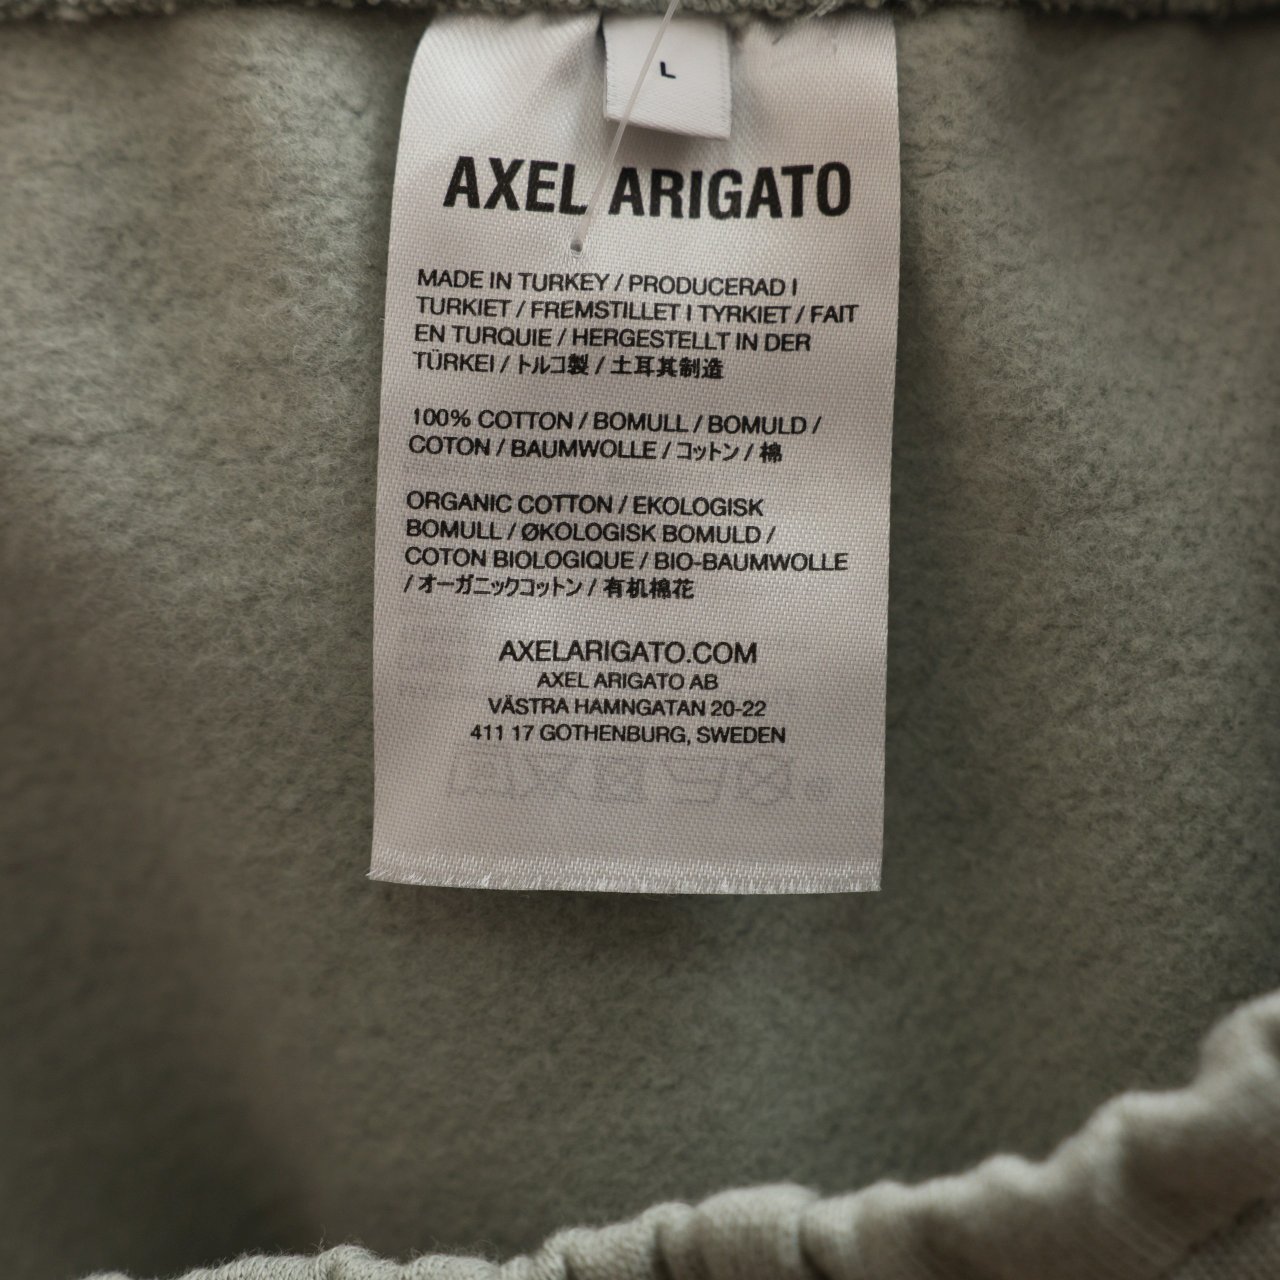 L
AXEL ARIGATO
MADE IN TURKEY / PRODUCERAD I
TURKIET / FREMSTILLET I TYRKIET / FAIT
EN TURQUIE / HERGESTELLT IN DER
TÜRKEI / トルコ製 / 土耳其制造
100% COTTON / BOMULL / BOMULD /
COTON / BAUMWOLLE / コットン / 棉
ORGANIC COTTON / EKOLOGISK
BOMULL / ØKOLOGISK BOMULD /
COTON BIOLOGIQUE / BIO-BAUMWOLLE
/ オーガニックコットン / 有机棉花
AXELARIGATO.COM
AXEL ARIGATO AB
VÄSTRA HAMNGATAN 20-22
411 17 GOTHENBURG, SWEDEN